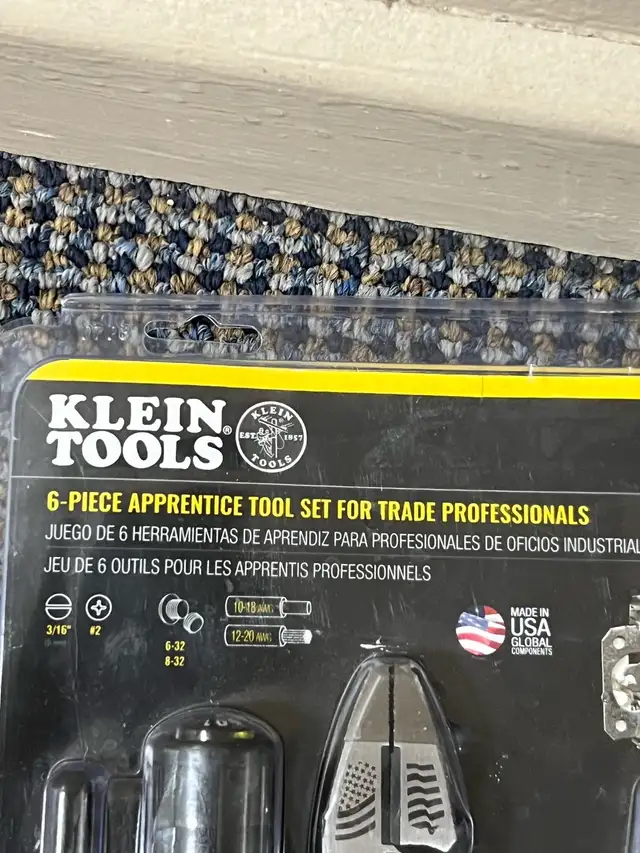 KLEIN
TOOLS®
KLEIN
EST. 1857
TOOLS
6-PIECE APPRENTICE TOOL SET FOR TRADE PROFESSIONALS
JUEGO DE 6 HERRAMIENTAS DE APRENDIZ PARA PROFESIONALES DE OFICIOS INDUSTRIAL
JEU DE 6 OUTILS POUR LES APPRENTIS PROFESSIONNELS
3/16"
#2
6-32
8-32
10-18 AWG
12-20 AWG
MADE IN
USA
GLOBAL
COMPONENTS